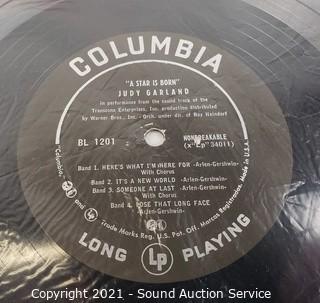 COLUMBIA
"A STAR IS BORN"
JUDY GARLAND
in performance from the sound track of the
Transcona Enterprises, Inc. production distributed
by Warner Bros., Inc. - Orch. under dir. of Ray Heindorf
BL 1201
NONBREAKABLE
(x "Lp" 34011)
Band 1. HERE'S WHAT I'M HERE FOR -Arlen-Gershwin-
With Chorus
Band 2. IT'S A NEW WORLD -Arlen-Gershwin-
Band 3. SOMEONE AT LAST -Arlen-Gershwin-
With Chorus
Band 4. LOSE THAT LONG FACE
-Arlen-Gershwin-
"Columbia,"
Trade Marks Reg. U.S. Pat. Off. Marcas Registradas. Made in U.S.A.
LONG LP PLAYING
Copyright 2021 - Sound Auction Service